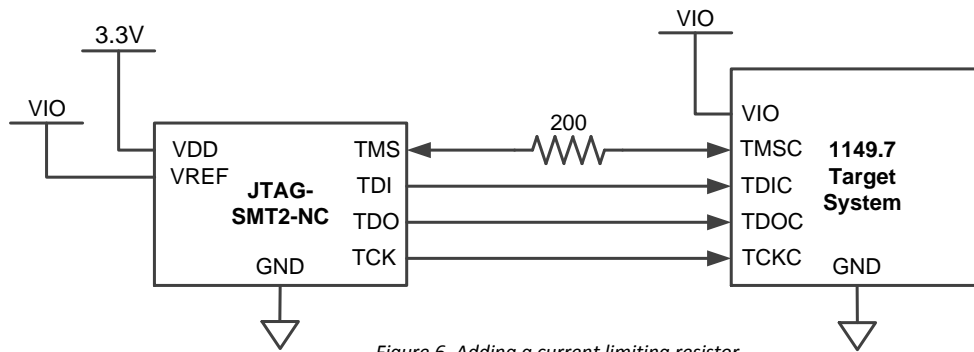 3.3V
VIO
VIO
VDD
VREF
JTAG-
SMT2-NC
GND
TMS
TDI
TDO
TCK
200
VIO
TMSC
TDIC
TDOC
TCKC
1149.7
Target
System
GND
Figure 6. Adding a current limiting resistor